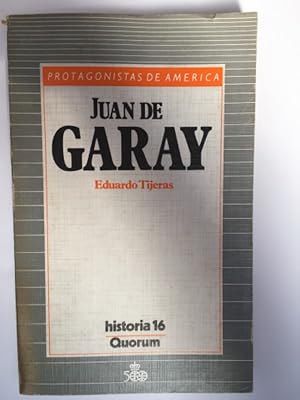 PROTAGONISTAS DE AMERICA
JUAN DE
GARAY
Eduardo Tijeras
historia 16
Quorum